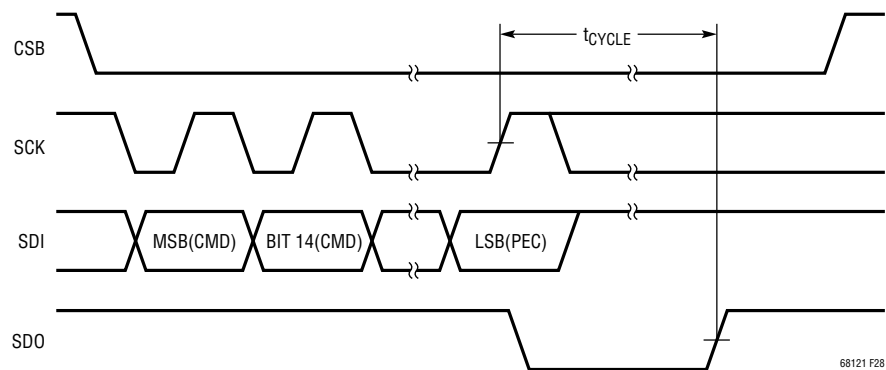 CSB
tCYCLE
SCK
SDI
MSB(CMD)
BIT 14(CMD)
LSB(PEC)
SDO
68121 F28